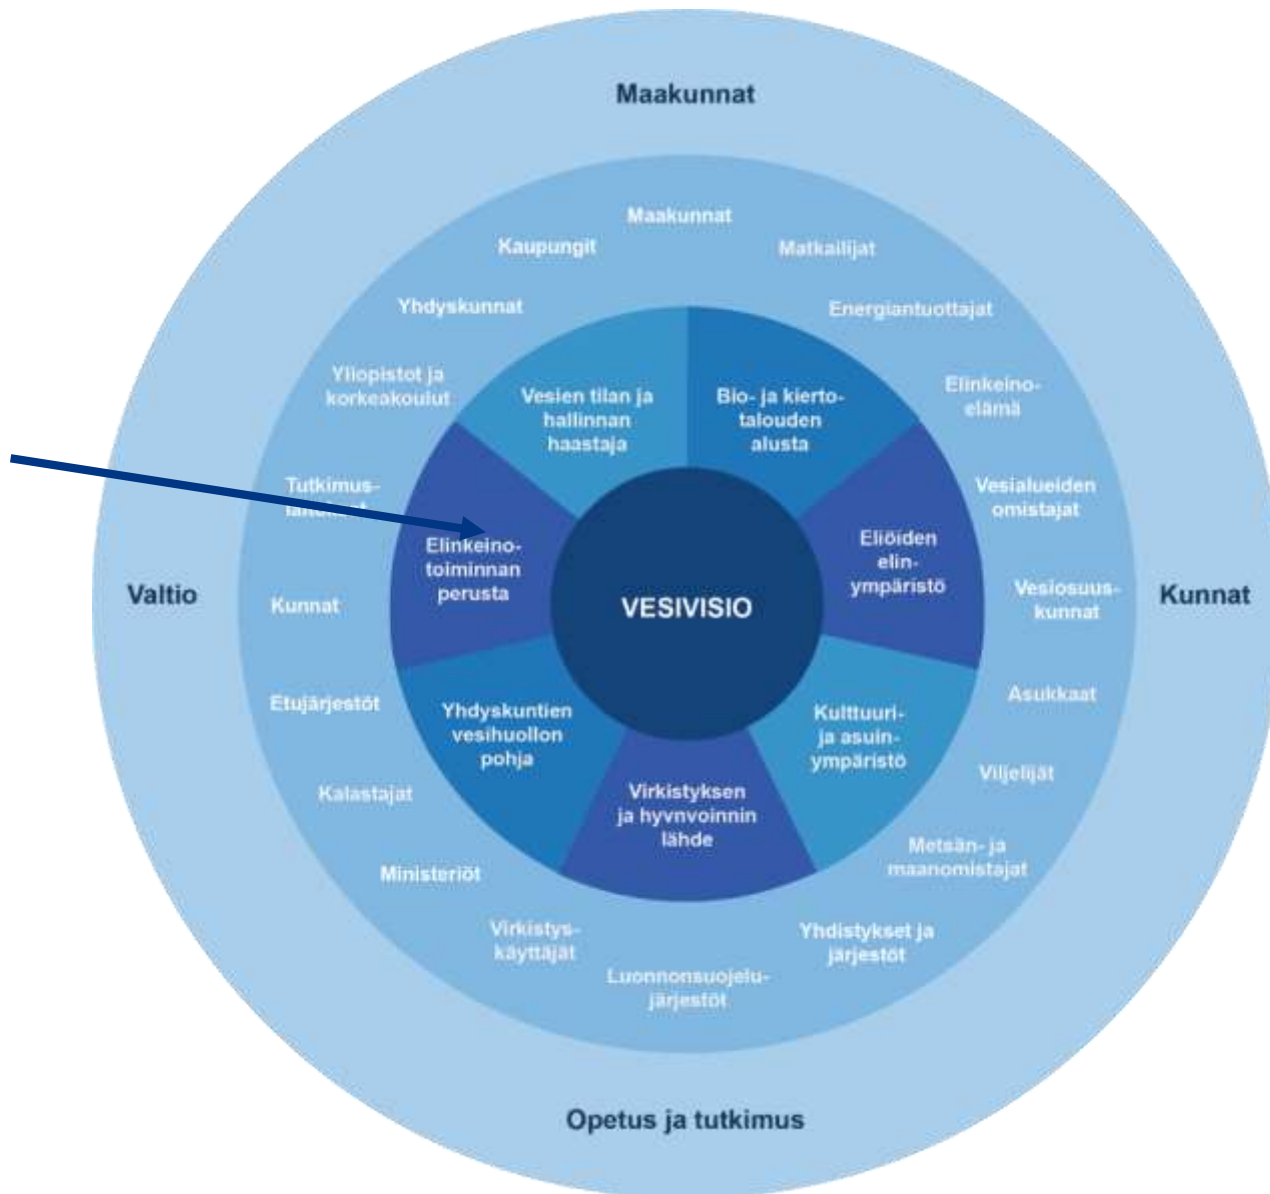 Maakunnat
Maakunnat
Kaupungit
Matkailijat
Yhdyskunnat
Energiantuottajat
Yliopistot ja
korkeakoulut
Elinkeino-
elämä
Vesien tilan ja
hallinnan
haastaja
Bio- ja kierto-
talouden
alusta
Tutkimus-
Vesialueiden
omistajat
Elinkeino-
toiminnan
perusta
Eliöiden
elin-
ympäristö
Valtio
Kunnat
VESIVISIO
Vesiosuus-
kunnat
Kunnat
Etujärjestöt
Yhdyskuntien
vesihuollon
pohja
Kulttuuri-
ja asuin-
ympäristö
Asukkaat
Kalastajat
Virkistyksen
ja hyvnvoinnin
lähde
Viljelijät
Ministeriöt
Metsän- ja
maanomistajat
Virkistys-
käyttäjät
Luonnonsuojelu-
järjestöt
Yhdistykset ja
järjestöt
Opetus ja tutkimus